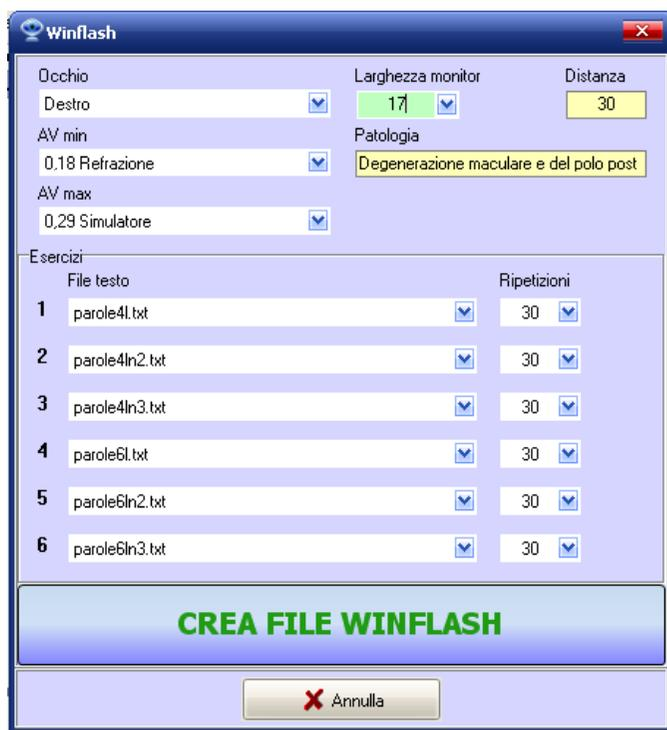 Winflash
Occhio Larghezza monitor Distanza
Destro 17 30
AV min Patologia
0,18 Refrazione Degenerazione maculare e del polo post
AV max
0,29 Simulatore
Esercizi
File testo Ripetizioni
1 parole4l.txt 30
2 parole4ln2.txt 30
3 parole4ln3.txt 30
4 parole6l.txt 30
5 parole6ln2.txt 30
6 parole6ln3.txt 30
CREA FILE WINFLASH
Annulla